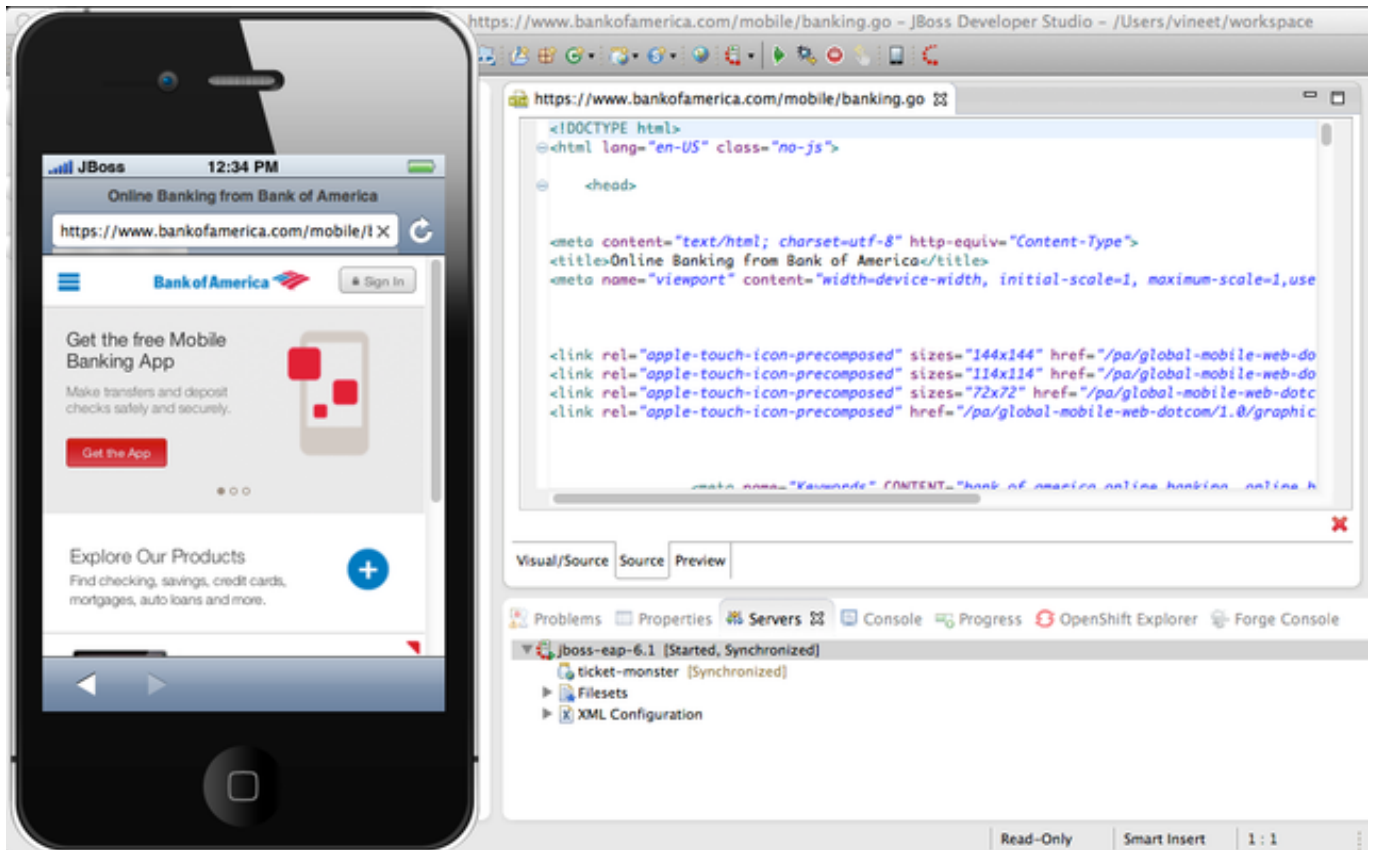 https://www.bankofamerica.com/mobile/banking.go - JBoss Developer Studio - /Users/vineet/workspace
JBoss 12:34 PM
Online Banking from Bank of America
https://www.bankofamerica.com/mobile/
Bank of America
Sign In
Get the free Mobile
Banking App
Make transfers and deposit
checks safely and securely.
Get the App
Explore Our Products
Find checking, savings, credit cards,
mortgages, auto loans and more.
https://www.bankofamerica.com/mobile/banking.go
<!DOCTYPE html>
<html lang="en-US" class="no-js">
<head>
<meta content="text/html; charset=utf-8" http-equiv="Content-Type">
<title>Online Banking from Bank of America</title>
<meta name="viewport" content="width=device-width, initial-scale=1, maximum-scale=1,use
<link rel="apple-touch-icon-precomposed" sizes="144x144" href="/pa/global-mobile-web-do
<link rel="apple-touch-icon-precomposed" sizes="114x114" href="/pa/global-mobile-web-do
<link rel="apple-touch-icon-precomposed" sizes="72x72" href="/pa/global-mobile-web-dotc
<link rel="apple-touch-icon-precomposed" href="/pa/global-mobile-web-dotcom/1.0/graphic
<meta name="Keywords" CONTENT="bank of america online banking, online b
Visual/Source Source Preview
Problems Properties Servers Console Progress OpenShift Explorer Forge Console
jboss-eap-6.1 [Started, Synchronized]
ticket-monster [Synchronized]
Filesets
XML Configuration
Read-Only Smart Insert 1 : 1